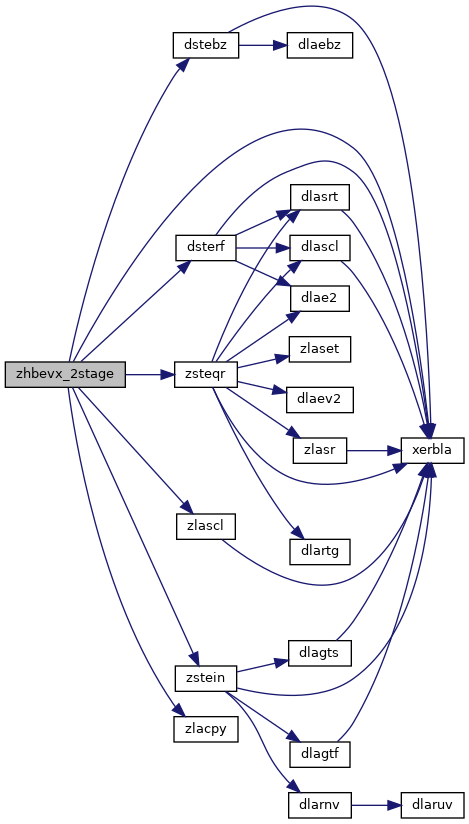 dstebz
dlaebz
dlasrt
dsterf
dlascl
dlae2
zlaset
zhbevx_2stage
zsteqr
dlaev2
zlasr
xerbla
zlascl
dlartg
dlagts
zstein
zlacpy
dlagtf
dlarnv
dlaruv